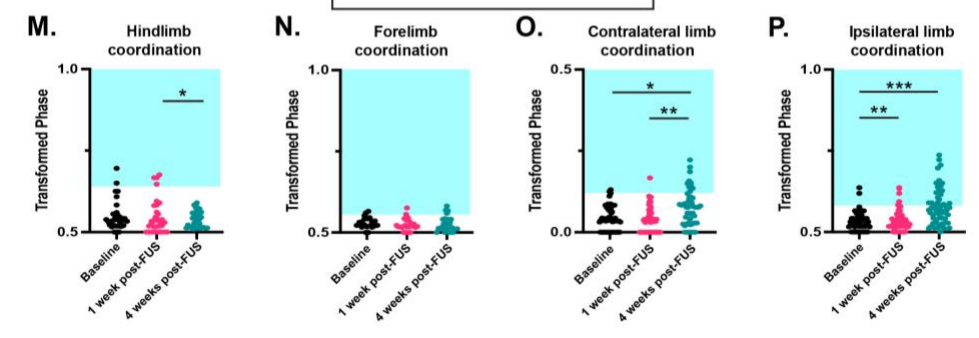 M.
Hindlimb
coordination
Transformed Phase
1.0
0.5
*
Baseline
1 week post-FUS
4 weeks post-FUS
N.
Forelimb
coordination
Transformed Phase
1.0
0.5
Baseline
1 week post-FUS
4 weeks post-FUS
O.
Contralateral limb
coordination
Transformed Phase
0.5
0.0
*
**
Baseline
1 week post-FUS
4 weeks post-FUS
P.
Ipsilateral limb
coordination
Transformed Phase
1.0
0.5
***
**
Baseline
1 week post-FUS
4 weeks post-FUS